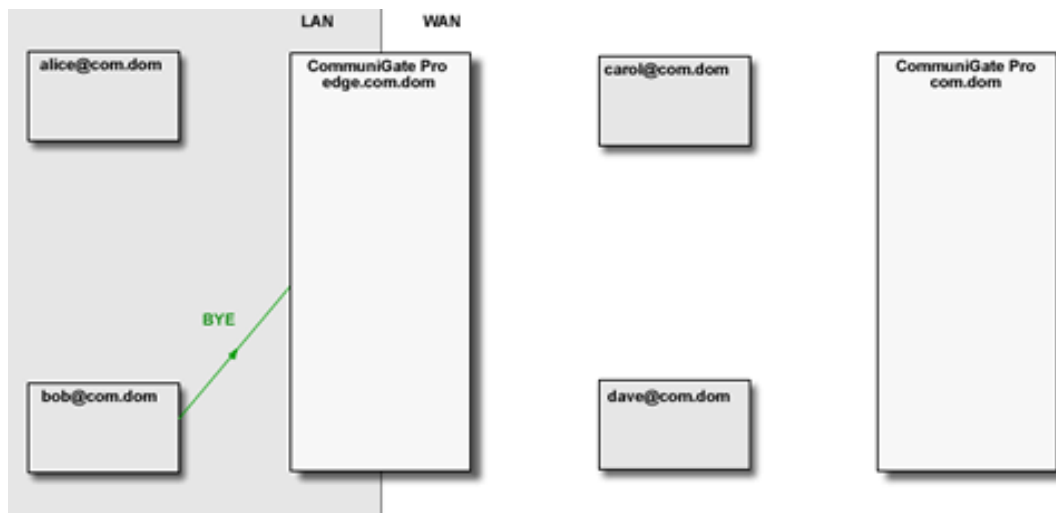 LAN WAN
alice@com.dom
CommuniGate Pro
edge.com.dom
carol@com.dom
CommuniGate Pro
com.dom
BYE
bob@com.dom
dave@com.dom